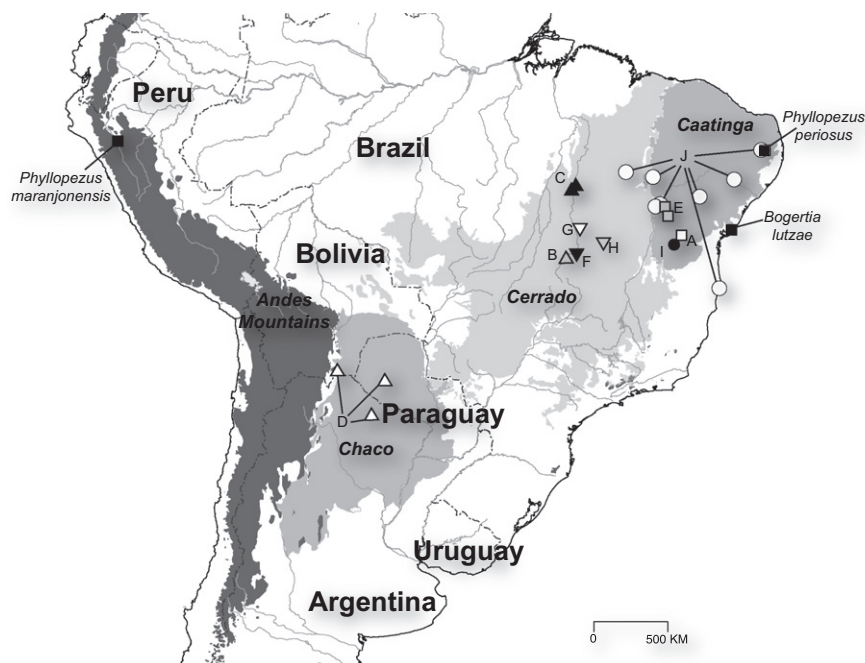 Peru
Caatinga
Phyllopezus
periosus
Brazil
J
Phyllopezus
maranjonensis
C
E
Bogertia
lutzae
G
A
H
I
B
F
Bolivia
Cerrado
Andes
Mountains
D
Paraguay
Chaco
Uruguay
Argentina
0
500 KM